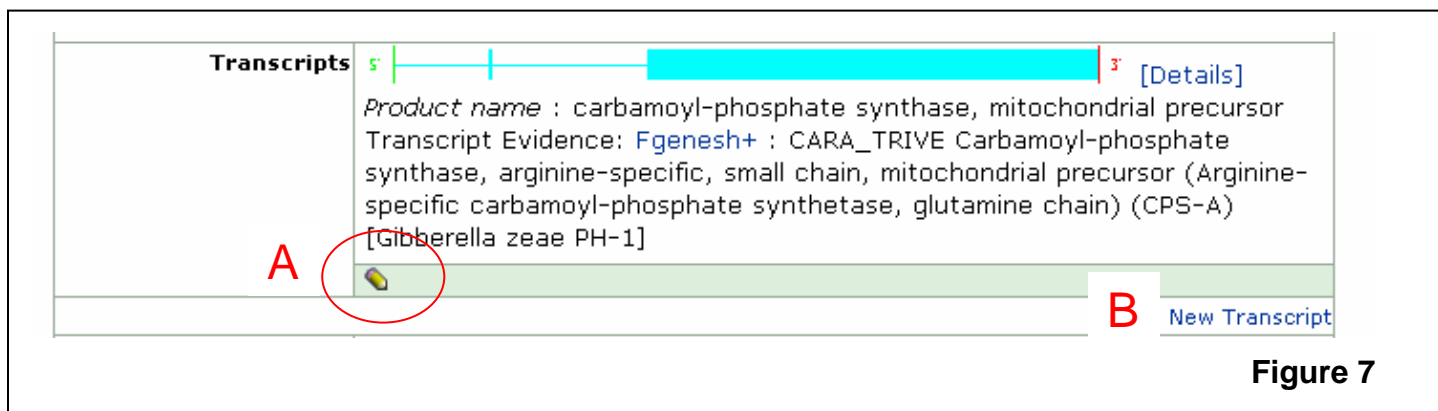 Transcripts 5' 3' [Details]
Product name : carbamoyl-phosphate synthase, mitochondrial precursor
Transcript Evidence: Fgenesh+ : CARA_TRIVE Carbamoyl-phosphate
synthase, arginine-specific, small chain, mitochondrial precursor (Arginine-
specific carbamoyl-phosphate synthetase, glutamine chain) (CPS-A)
[Gibberella zeae PH-1]
A
B New Transcript
Figure 7